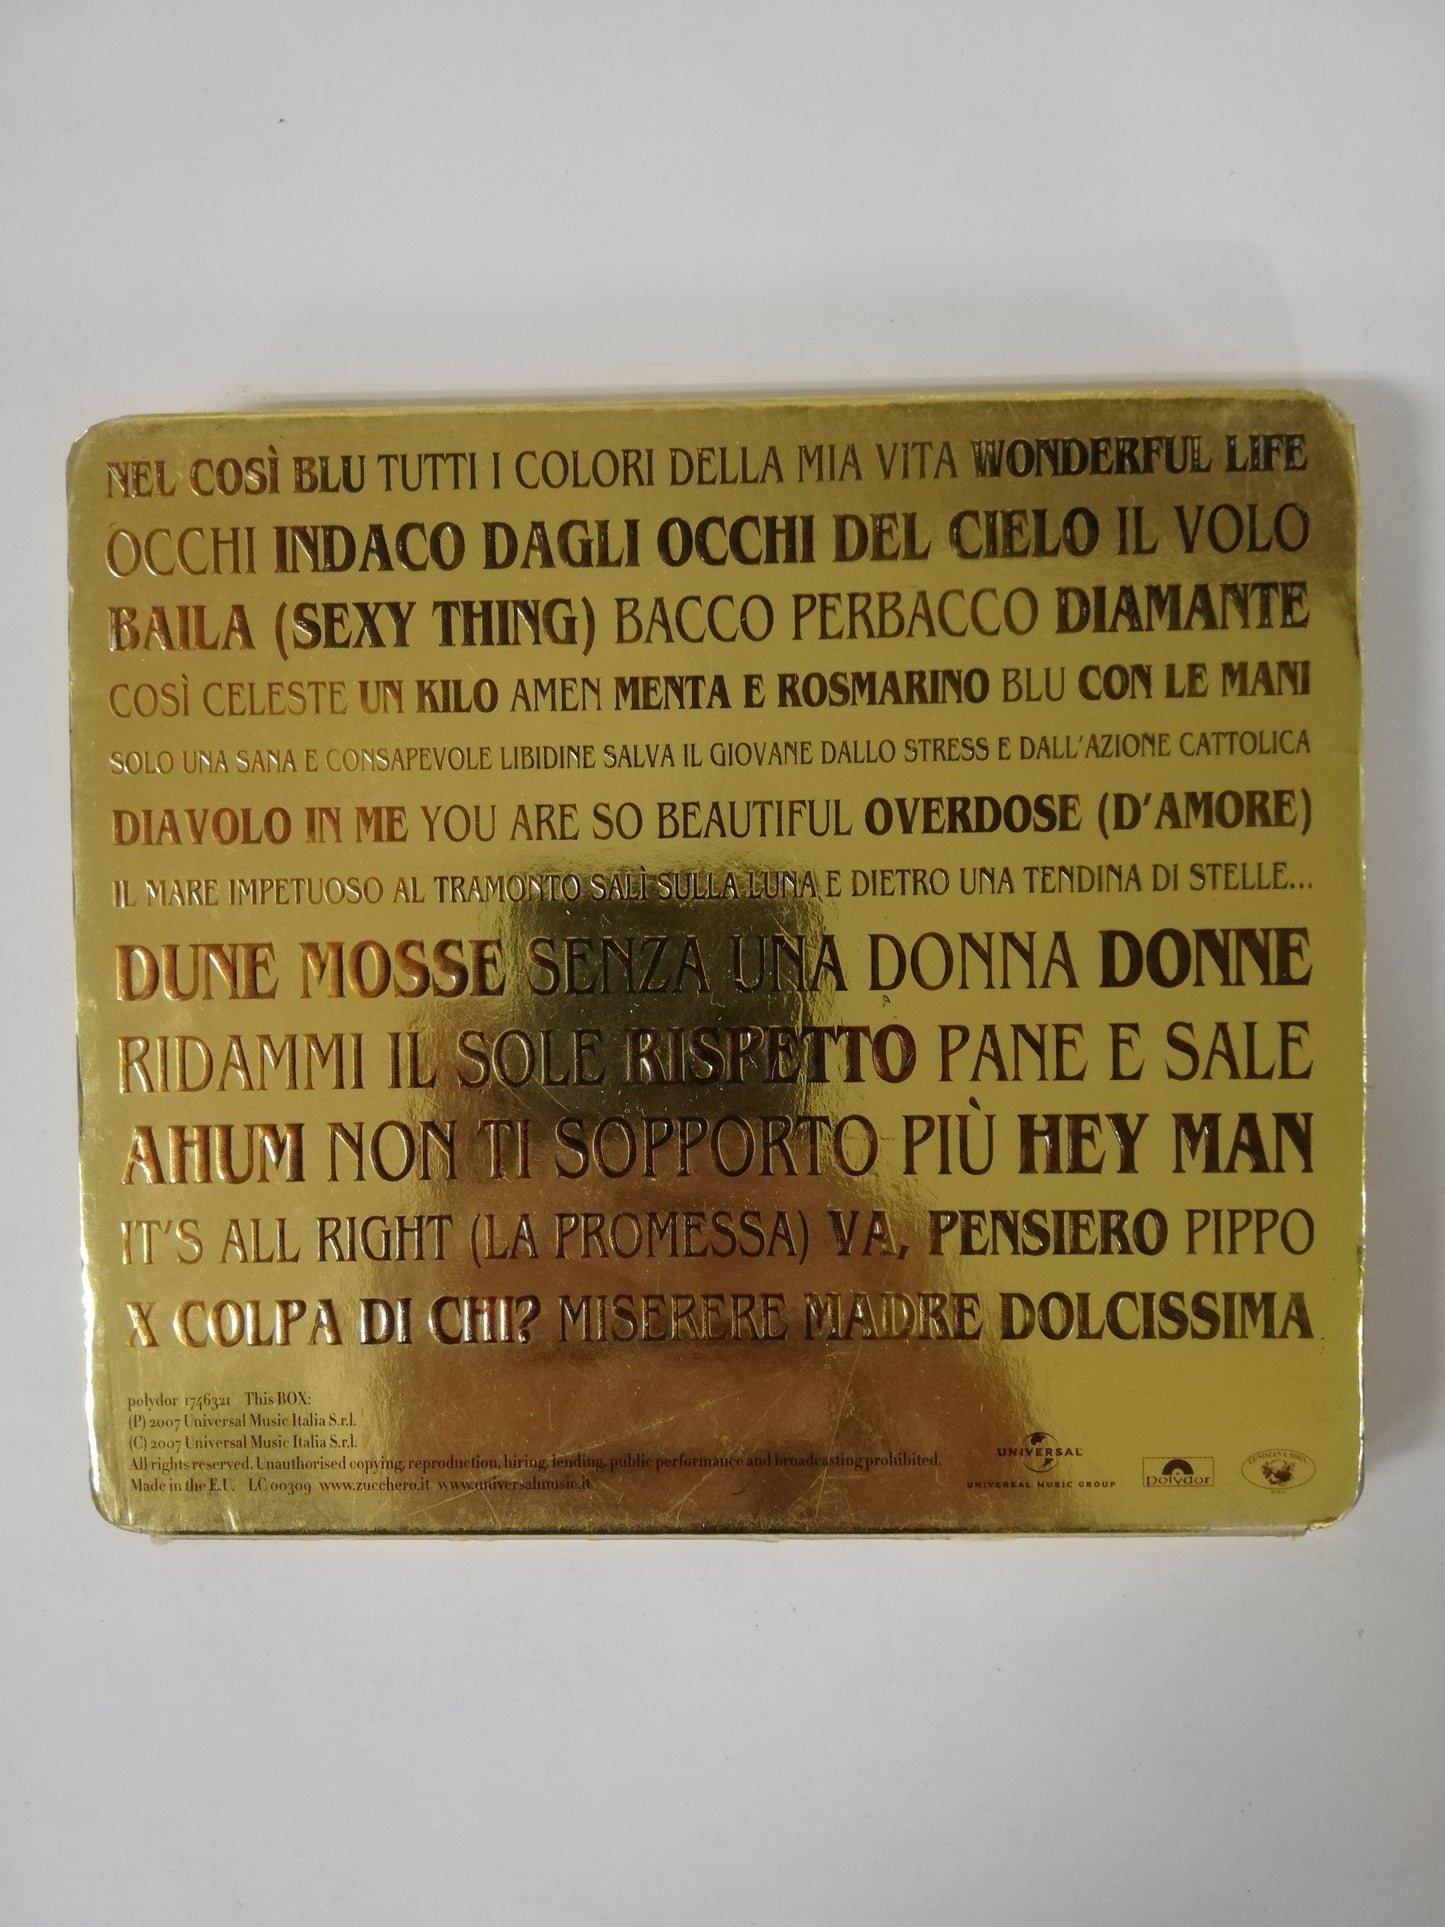 NEL COSÌ BLU TUTTI I COLORI DELLA MIA VITA WONDERFUL LIFE
OCCHI INDACO DAGLI OCCHI DEL CIELO IL VOLO
BAILA (SEXY THING) BACCO PERBACCO DIAMANTE
COSÌ CELESTE UN KILO AMEN MENTA E ROSMARINO BLU CON LE MANI
SOLO UNA SANA E CONSAPEVOLE LIBIDINE SALVA IL GIOVANE DALLO STRESS E DALL'AZIONE CATTOLICA
DIAVOLO IN ME YOU ARE SO BEAUTIFUL OVERDOSE (D'AMORE)
IL MARE IMPETUOSO AL TRAMONTO SALÌ SULLA LUNA E DIETRO UNA TENDINA DI STELLE...
DUNE MOSSE SENZA UNA DONNA DONNE
RIDAMMI IL SOLE RISPETTO PANE E SALE
AHUM NON TI SOPPORTO PIÙ HEY MAN
IT'S ALL RIGHT (LA PROMESSA) VA, PENSIERO PIPPO
X COLPA DI CHI? MISERERE MADRE DOLCISSIMA
polydor 1746321 This BOX:
(P) 2007 Universal Music Italia S.r.l.
(C) 2007 Universal Music Italia S.r.l.
All rights reserved. Unauthorised copying, reproduction, hiring, lending, public performance and broadcasting prohibited.
Made in the E.U. LC 00309 www.zucchero.it www.universalmusic.it
UNIVERSAL
UNIVERSAL MUSIC GROUP
polydor